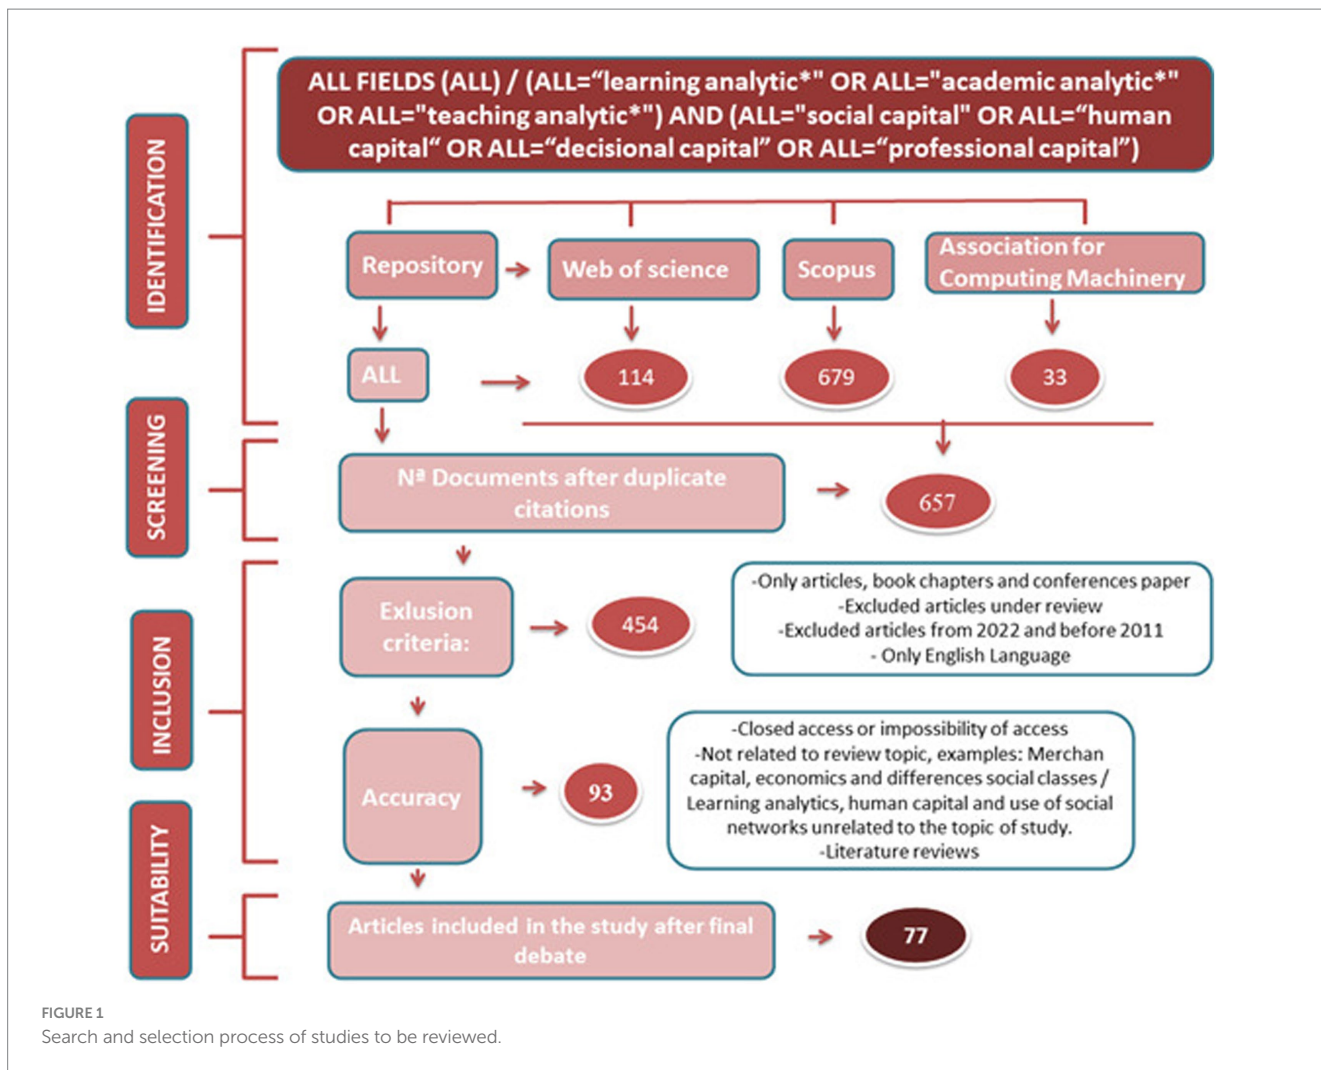 IDENTIFICATION
ALL FIELDS (ALL) / (ALL=“learning analytic*" OR ALL="academic analytic*"
OR ALL="teaching analytic*") AND (ALL="social capital" OR ALL=“human
capital“ OR ALL=“decisional capital” OR ALL=“professional capital”)
Repository
Web of science
Scopus
Association for
Computing Machinery
ALL
114
679
33
SCREENING
Nª Documents after duplicate
citations
657
INCLUSION
Exlusion
criteria:
454
-Only articles, book chapters and conferences paper
-Excluded articles under review
-Excluded articles from 2022 and before 2011
- Only English Language
Accuracy
93
-Closed access or impossibility of access
-Not related to review topic, examples: Merchan
capital, economics and differences social classes /
Learning analytics, human capital and use of social
networks unrelated to the topic of study.
-Literature reviews
SUITABILITY
Articles included in the study after final
debate
77
FIGURE 1
Search and selection process of studies to be reviewed.